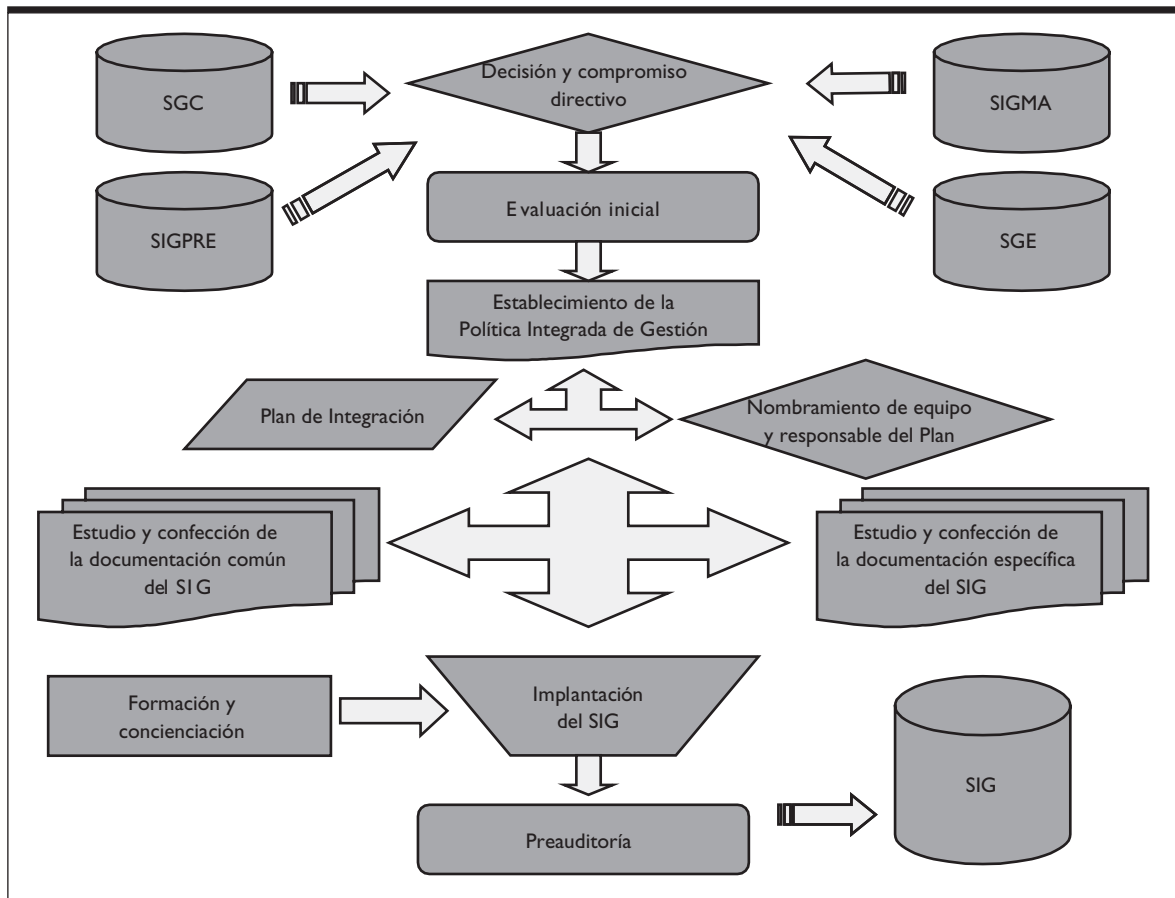 SGC
Decisión y compromiso
directivo
SIGMA
SIGPRE
Evaluación inicial
SGE
Establecimiento de la
Política Integrada de Gestión
Plan de Integración
Nombramiento de equipo
y responsable del Plan
Estudio y confección de
la documentación común
del SIG
Estudio y confección de
la documentación específica
del SIG
Formación y
concienciación
Implantación
del SIG
SIG
Preauditoría